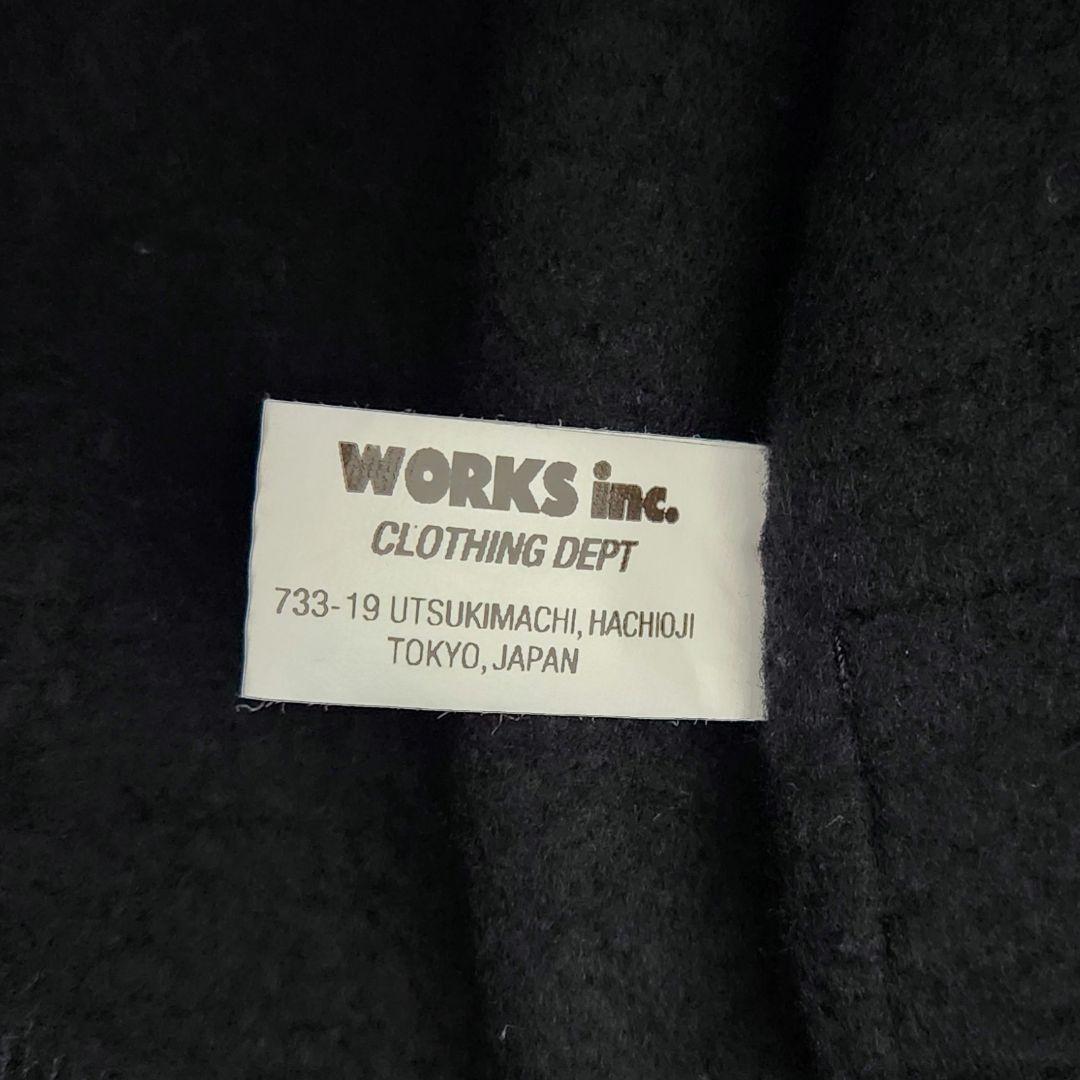 WORKS inc.
CLOTHING DEPT
733-19 UTSUKIMACHI, HACHIOJI
TOKYO, JAPAN